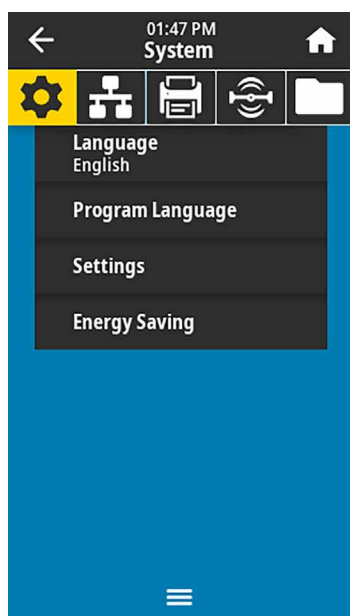 01:47 PM
System
Language
English
Program Language
Settings
Energy Saving